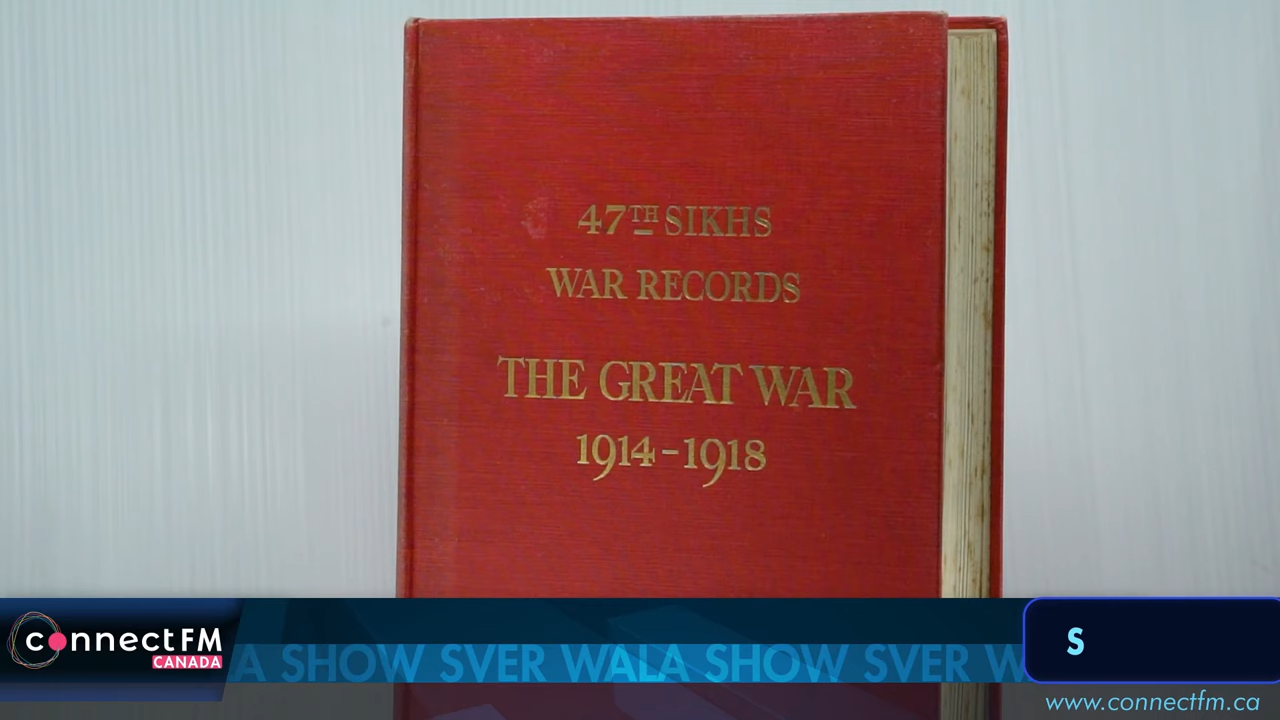 47TH SIKHS
WAR RECORDS
THE GREAT WAR
1914-1918
connectFM
CANADA
A SHOW SVER WALA SHOW SVER W
S
www.connectfm.ca